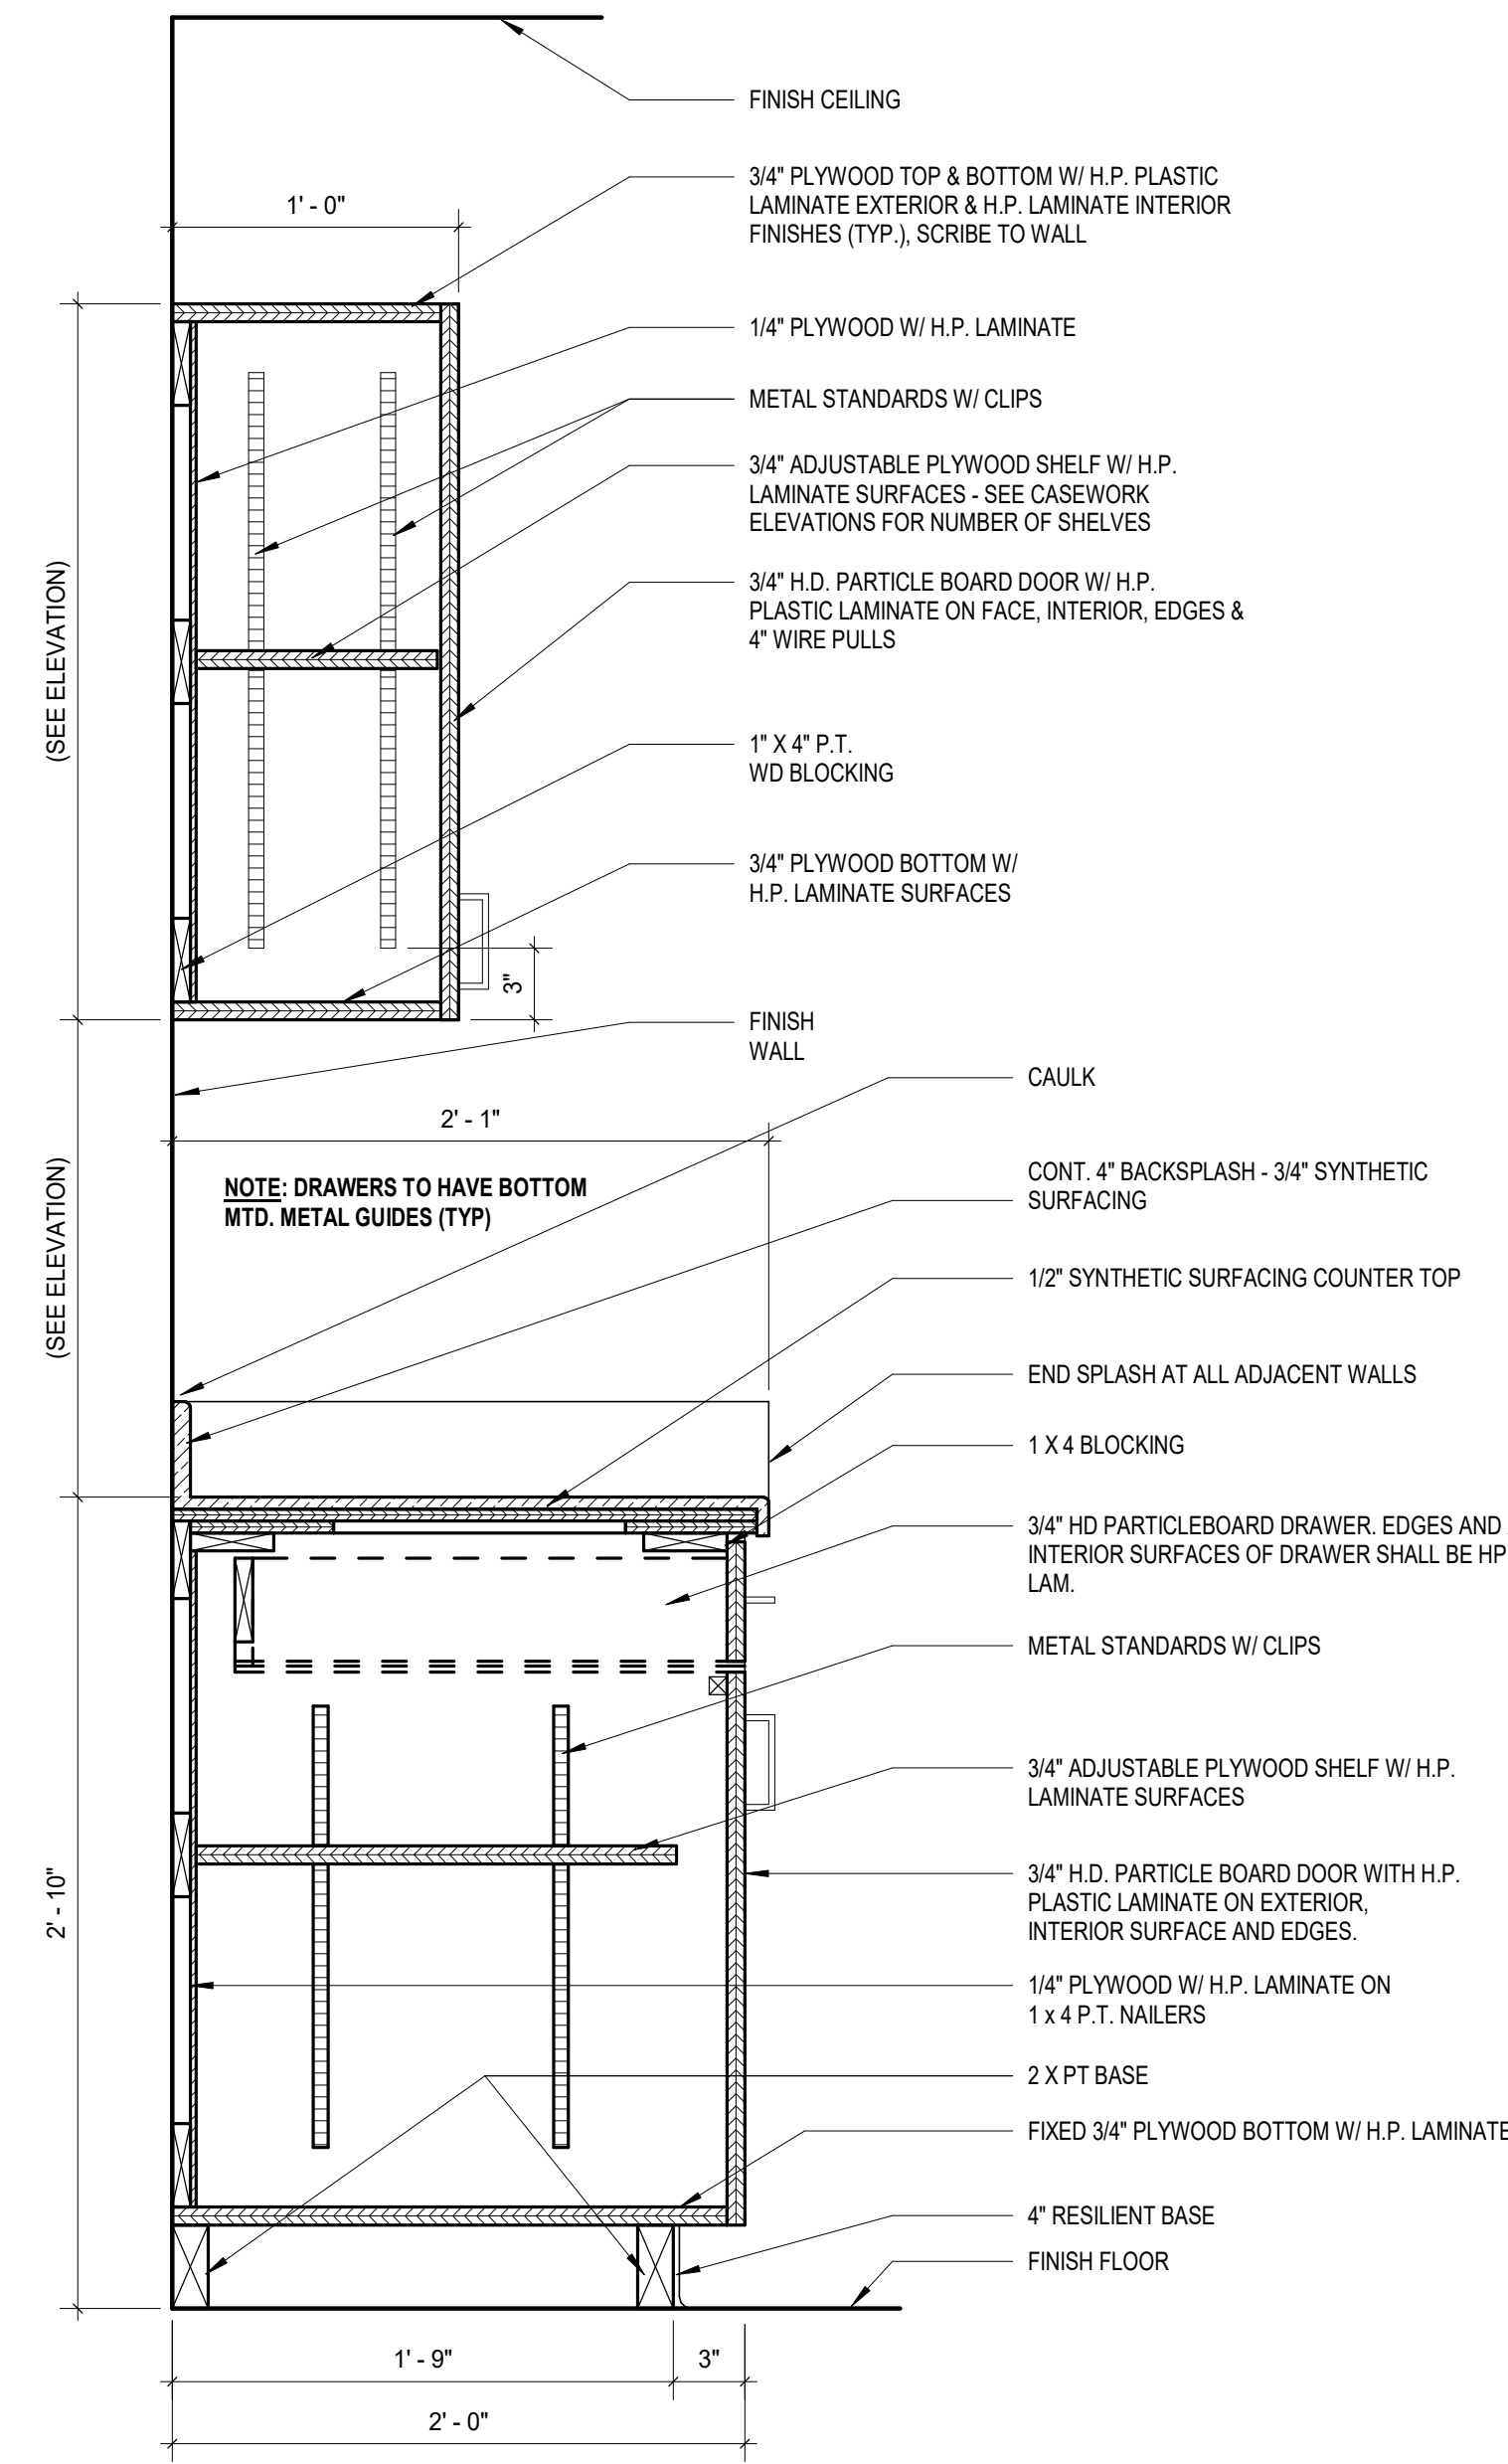 FINISH CEILING
3/4" PLYWOOD TOP & BOTTOM W/ H.P. PLASTIC
LAMINATE EXTERIOR & H.P. LAMINATE INTERIOR
FINISHES (TYP.), SCRIBE TO WALL
1' - 0"
1/4" PLYWOOD W/ H.P. LAMINATE
METAL STANDARDS W/ CLIPS
3/4" ADJUSTABLE PLYWOOD SHELF W/ H.P.
LAMINATE SURFACES - SEE CASEWORK
ELEVATIONS FOR NUMBER OF SHELVES
3/4" H.D. PARTICLE BOARD DOOR W/ H.P.
PLASTIC LAMINATE ON FACE, INTERIOR, EDGES &
4" WIRE PULLS
(SEE ELEVATION)
1" X 4" P.T.
WD BLOCKING
3/4" PLYWOOD BOTTOM W/
H.P. LAMINATE SURFACES
3"
FINISH
WALL
CAULK
2' - 1"
NOTE: DRAWERS TO HAVE BOTTOM
MTD. METAL GUIDES (TYP)
CONT. 4" BACKSPLASH - 3/4" SYNTHETIC
SURFACING
(SEE ELEVATION)
1/2" SYNTHETIC SURFACING COUNTER TOP
END SPLASH AT ALL ADJACENT WALLS
1 X 4 BLOCKING
3/4" HD PARTICLEBOARD DRAWER. EDGES AND
INTERIOR SURFACES OF DRAWER SHALL BE HP
LAM.
METAL STANDARDS W/ CLIPS
3/4" ADJUSTABLE PLYWOOD SHELF W/ H.P.
LAMINATE SURFACES
3/4" H.D. PARTICLE BOARD DOOR WITH H.P.
PLASTIC LAMINATE ON EXTERIOR,
INTERIOR SURFACE AND EDGES.
2' - 10"
1/4" PLYWOOD W/ H.P. LAMINATE ON
1 x 4 P.T. NAILERS
2 X PT BASE
FIXED 3/4" PLYWOOD BOTTOM W/ H.P. LAMINATE
4" RESILIENT BASE
FINISH FLOOR
1' - 9"
3"
2' - 0"